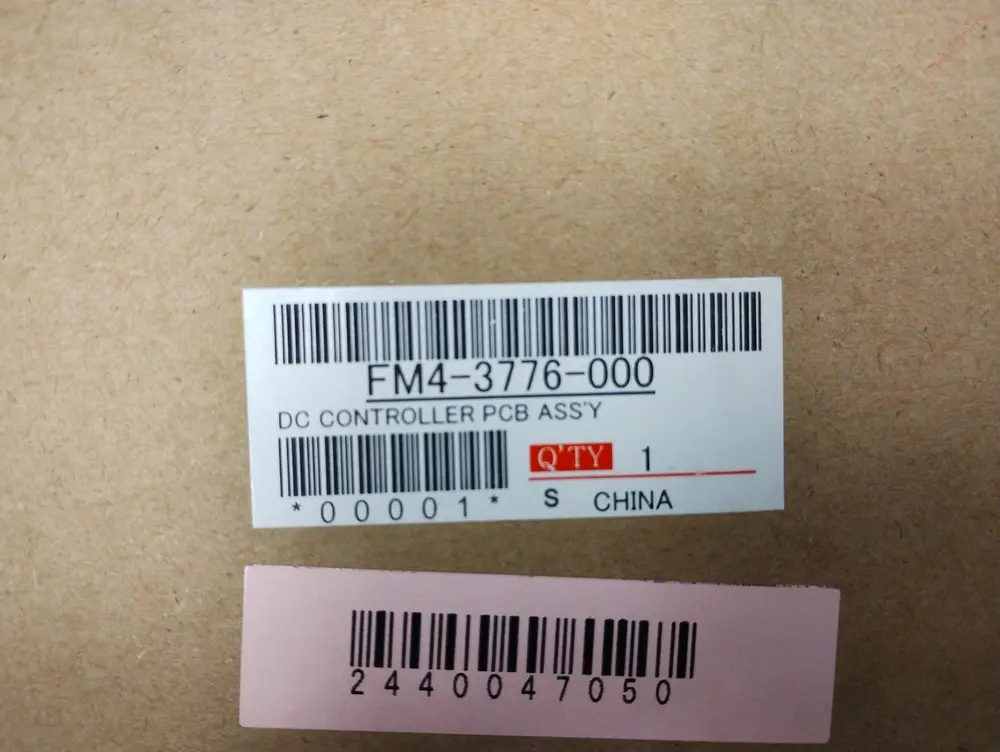 FM4-3776-000
DC CONTROLLER PCB ASS'Y
Q'TY 1
*00001*
S CHINA
2440047050